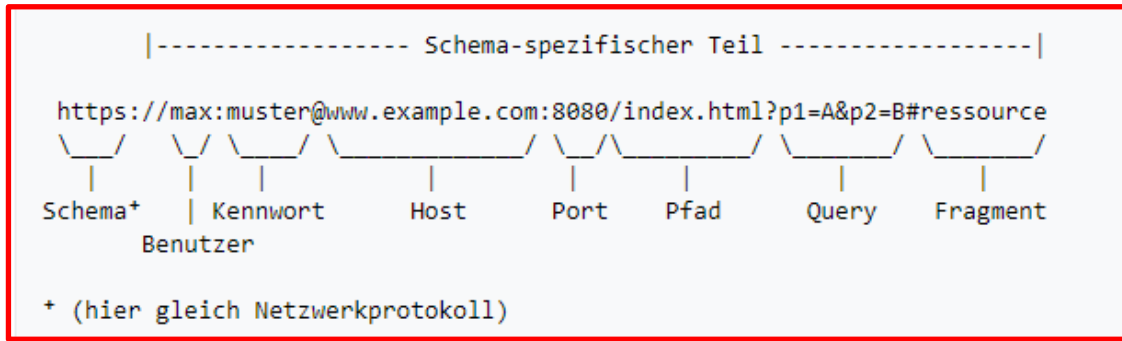 |------------------ Schema-spezifischer Teil ------------------|
https://max:muster@www.example.com:8080/index.html?p1=A&p2=B#ressource
\___/   \_/ \____/ \_____________/ \__/\_________/ \_______/ \_______/
|       |    |           |          |      |          |         |
Schema⁺   | Kennwort      Host      Port    Pfad      Query    Fragment
Benutzer
⁺ (hier gleich Netzwerkprotokoll)